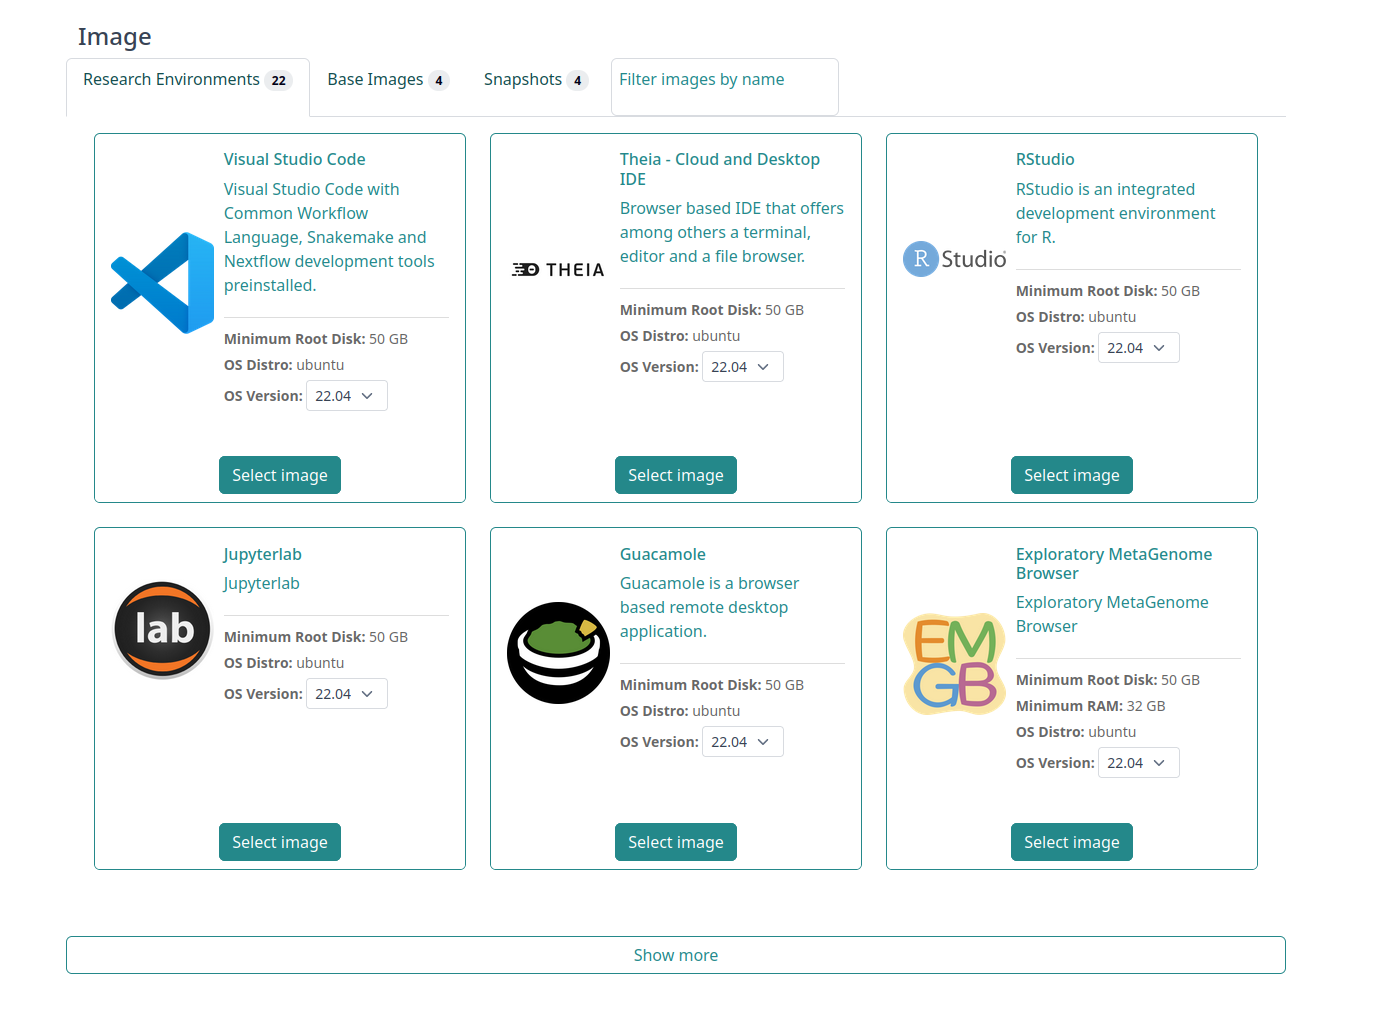 Image
Research Environments 22
Base Images 4
Snapshots 4
Filter images by name
Visual Studio Code
Visual Studio Code with
Common Workflow
Language, Snakemake and
Nextflow development tools
preinstalled.
Minimum Root Disk: 50 GB
OS Distro: ubuntu
OS Version: 22.04
Select image
THEIA
Theia - Cloud and Desktop
IDE
Browser based IDE that offers
among others a terminal,
editor and a file browser.
Minimum Root Disk: 50 GB
OS Distro: ubuntu
OS Version: 22.04
Select image
R Studio
RStudio
RStudio is an integrated
development environment
for R.
Minimum Root Disk: 50 GB
OS Distro: ubuntu
OS Version: 22.04
Select image
lab
Jupyterlab
Jupyterlab
Minimum Root Disk: 50 GB
OS Distro: ubuntu
OS Version: 22.04
Select image
Guacamole
Guacamole is a browser
based remote desktop
application.
Minimum Root Disk: 50 GB
OS Distro: ubuntu
OS Version: 22.04
Select image
EM
GB
Exploratory MetaGenome
Browser
Exploratory MetaGenome
Browser
Minimum Root Disk: 50 GB
Minimum RAM: 32 GB
OS Distro: ubuntu
OS Version: 22.04
Select image
Show more